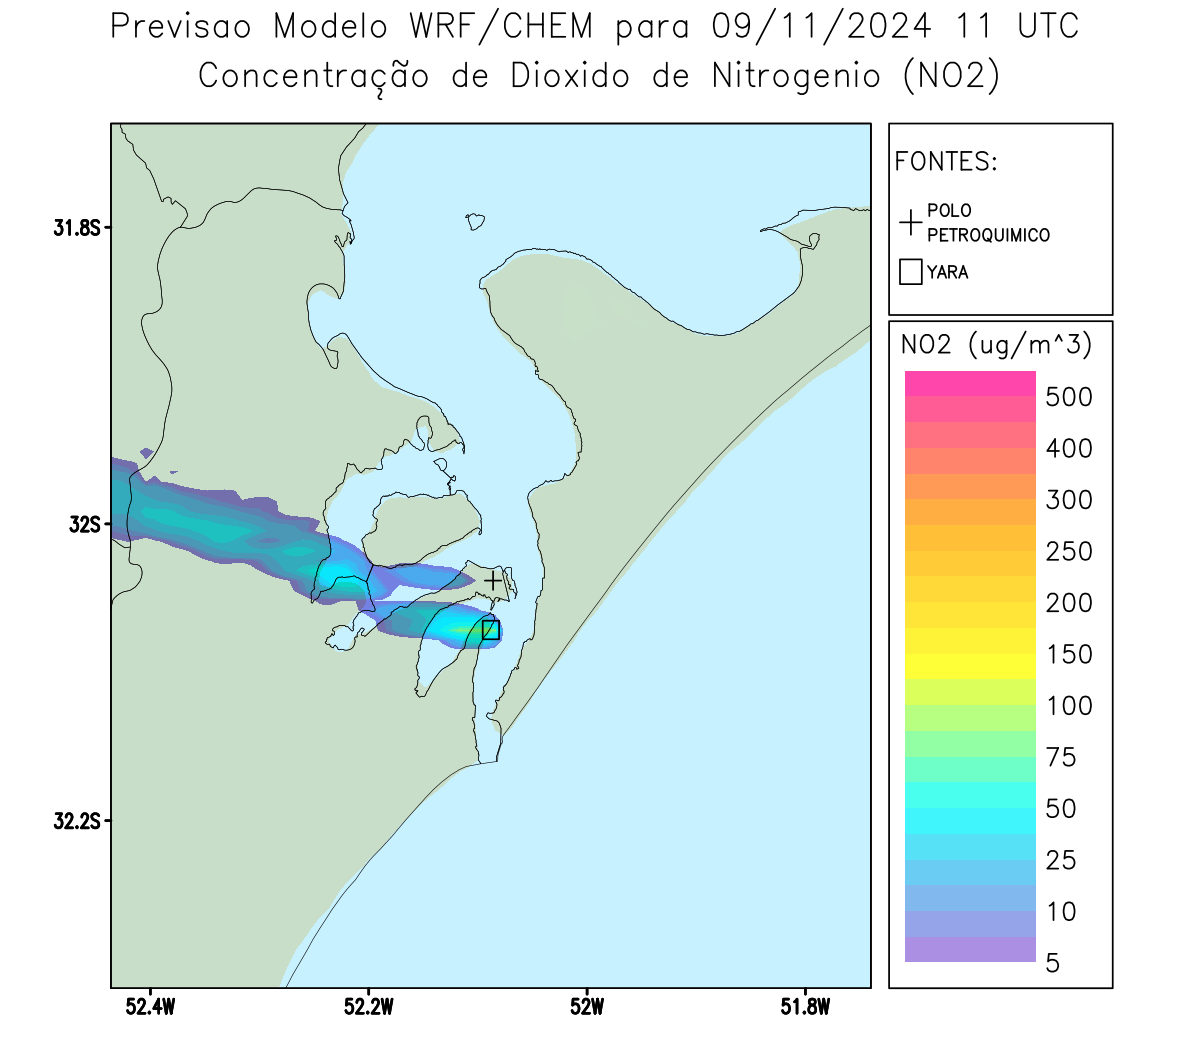 Previsao Modelo WRF/CHEM para 09/11/2024 11 UTC
Concentração de Dioxido de Nitrogenio (NO2)
FONTES:
POLO
PETROQUIMICO
YARA
NO2 (ug/m^3)
500
400
300
250
200
150
100
75
50
25
10
5
31.8S
32S
32.2S
52.4W
52.2W
52W
51.8W